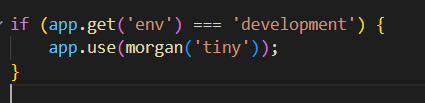 if (app.get('env') === 'development') {
    app.use(morgan('tiny'));
}